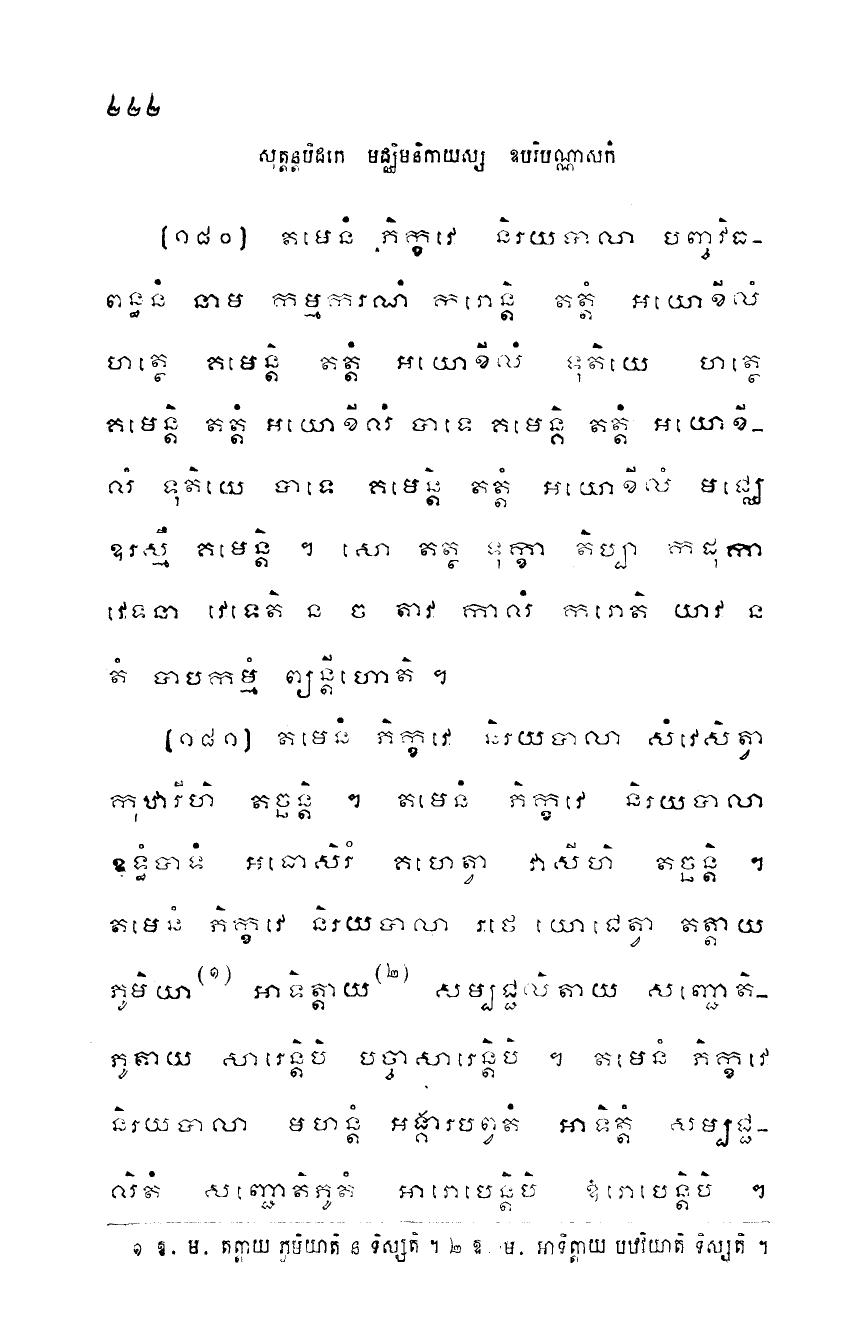 ២២២
សុត្តន្តបិដកេ មជ្ឈិមនិកាយស្ស ឧបរិបណ្ណាសកំ
(១៨០) តមេនំ ភិក្ខវេ និរយបាលា បញ្ចវិធ-
ពន្ធនំ នាម កម្មករណំ ករោន្តិ តត្តំ អយោខីលំ
ហត្ថេ គមេន្តិ តត្តំ អយោខីលំ ទុតិយេ ហត្ថេ
គមេន្តិ តត្តំ អយោខីលំ បាទេ គមេន្តិ តត្តំ អយោខី-
លំ ទុតិយេ បាទេ គមេន្តិ តត្តំ អយោខីលំ មជ្ឈេ
ឧរស្មឹ គមេន្តិ ។ សោ តត្ថ ទុក្ខា តិប្បា កដុកា
វេទនា វេទេតិ ន ច តាវ កាលំ ករោតិ យាវ ន
តំ បាបកម្មំ ព្យន្តីហោតិ ។
(១៨១) តមេនំ ភិក្ខវេ និរយបាលា សំវេសិត្វា
កុឋារីហិ តច្ឆន្តិ ។ តមេនំ ភិក្ខវេ និរយបាលា
ឧទ្ធំបាទំ អធោសិរំ គហេត្វា វាសីហិ តច្ឆន្តិ ។
តមេនំ ភិក្ខវេ និរយបាលា រថេ យោជេត្វា តត្តាយ
ភូមិយា(១) អាទិត្តាយ(២) សម្បជ្ជលិតាយ សញ្ជោតិ-
ភូតាយ សារេន្តិបិ បច្ចាសារេន្តិបិ ។ តមេនំ ភិក្ខវេ
និរយបាលា មហន្តំ អង្គារបព្វតំ អាទិត្តំ សម្បជ្ជ-
លិតំ សញ្ជោតិភូតំ អារោបេន្តិបិ ឱរោបេន្តិបិ ។
១ ឱ. ម. តត្តាយ ភូមិយាតិ ន ទិស្សតិ ។ ២ ឱ. ម. អាទិត្តាយ បឋវិយាតិ ទិស្សតិ ។